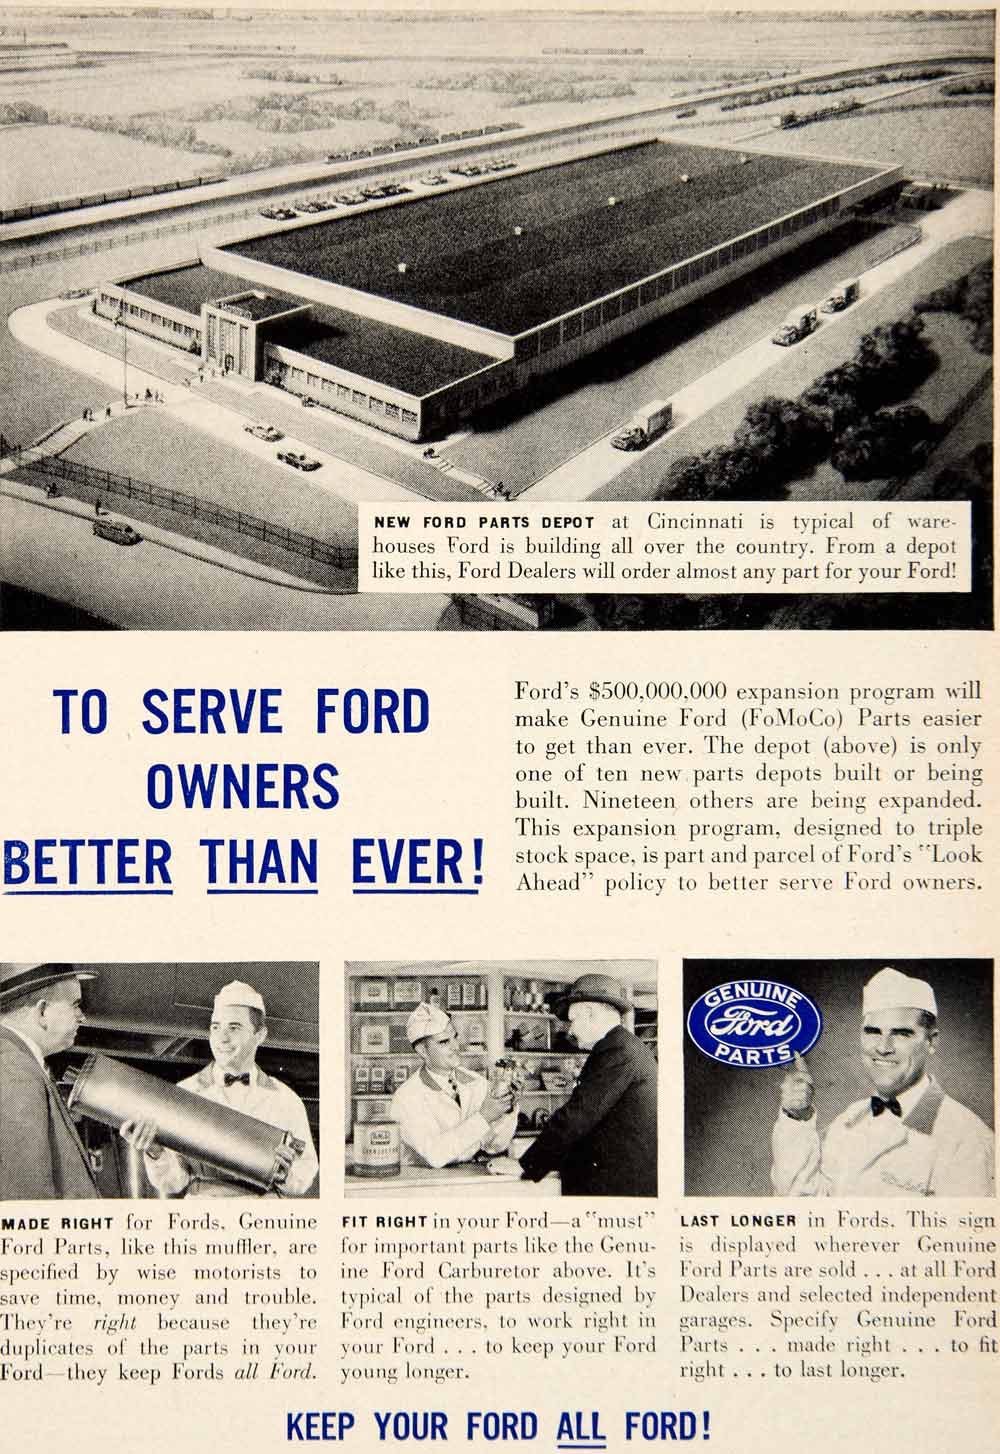 NEW FORD PARTS DEPOT at Cincinnati is typical of ware-
houses Ford is building all over the country. From a depot
like this, Ford Dealers will order almost any part for your Ford!
TO SERVE FORD
OWNERS
BETTER THAN EVER!
Ford's $500,000,000 expansion program will
make Genuine Ford (FoMoCo) Parts easier
to get than ever. The depot (above) is only
one of ten new parts depots built or being
built. Nineteen others are being expanded.
This expansion program, designed to triple
stock space, is part and parcel of Ford's "Look
Ahead" policy to better serve Ford owners.
GENUINE
Ford
PARTS
MADE RIGHT for Fords. Genuine
Ford Parts, like this muffler, are
specified by wise motorists to
save time, money and trouble.
They're right because they're
duplicates of the parts in your
Ford—they keep Fords all Ford.
FIT RIGHT in your Ford—a "must"
for important parts like the Genu-
ine Ford Carburetor above. It's
typical of the parts designed by
Ford engineers, to work right in
your Ford . . . to keep your Ford
young longer.
LAST LONGER in Fords. This sign
is displayed wherever Genuine
Ford Parts are sold . . . at all Ford
Dealers and selected independent
garages. Specify Genuine Ford
Parts . . . made right . . . to fit
right . . . to last longer.
KEEP YOUR FORD ALL FORD!